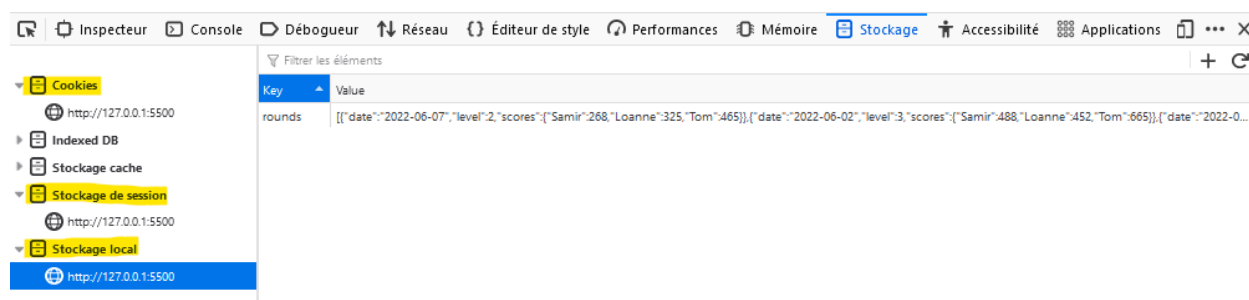 Inspecteur Console Débogueur Réseau {} Éditeur de style Performances Mémoire Stockage Accessibilité Applications
Filtrer les éléments
Cookies
http://127.0.0.1:5500
Indexed DB
Stockage cache
Stockage de session
http://127.0.0.1:5500
Stockage local
http://127.0.0.1:5500
Key Value
rounds [{"date":"2022-06-07","level":2,"scores":{"Samir":268,"Loanne":325,"Tom":465}},{"date":"2022-06-02","level":3,"scores":{"Samir":488,"Loanne":452,"Tom":665}},{"date":"2022-0...